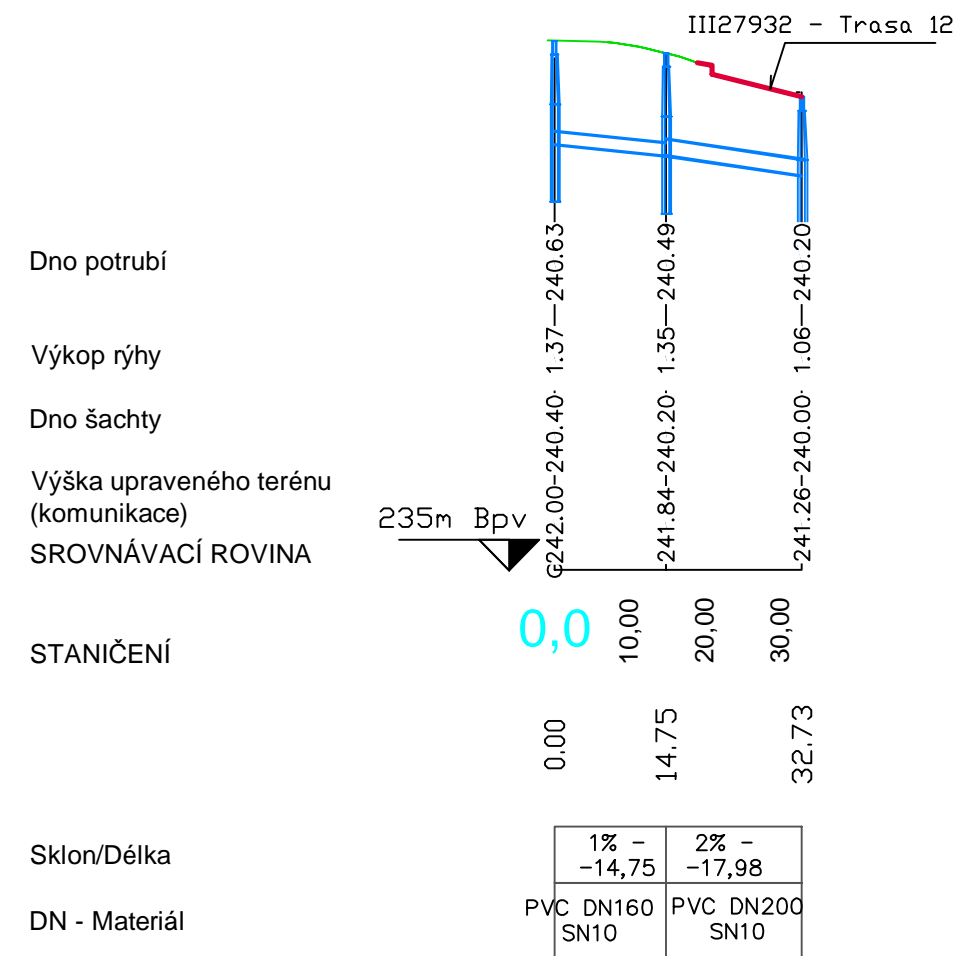 III27932 - Trasa 12
Dno potrubí
240.63
240.49
240.20
Výkop rýhy
1.37
1.35
1.06
Dno šachty
240.40
240.20
240.00
Výška upraveného terénu
(komunikace)
242.00
241.84
241.26
235m Bpv
SROVNÁVACÍ ROVINA
0,0
10,00
20,00
30,00
STANIČENÍ
0.00
14.75
32.73
Sklon/Délka
1% -
-14,75
2% -
-17,98
DN - Materiál
PVC DN160
SN10
PVC DN200
SN10